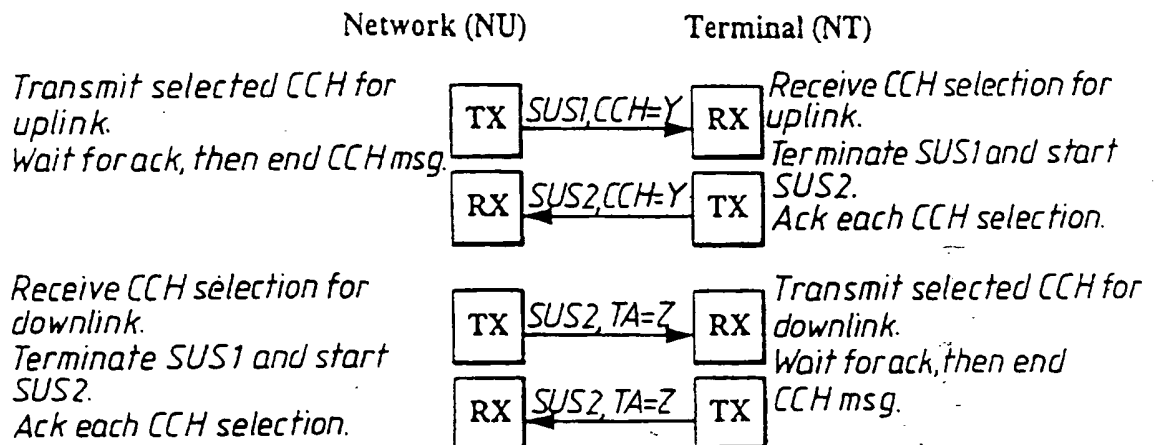 Network (NU)
Terminal (NT)
Transmit selected CCH for
uplink.
Wait for ack, then end CCH msg.
TX
SUS1,CCH=Y
RX
Receive CCH selection for
uplink.
Terminate SUS1 and start
SUS2.
Ack each CCH selection.
RX
SUS2,CCH=Y
TX
Receive CCH selection for
downlink.
Terminate SUS1 and start
SUS2.
Ack each CCH selection.
TX
SUS2, TA=Z
RX
Transmit selected CCH for
downlink.
Wait for ack, then end
CCH msg.
RX
SUS2, TA=Z
TX